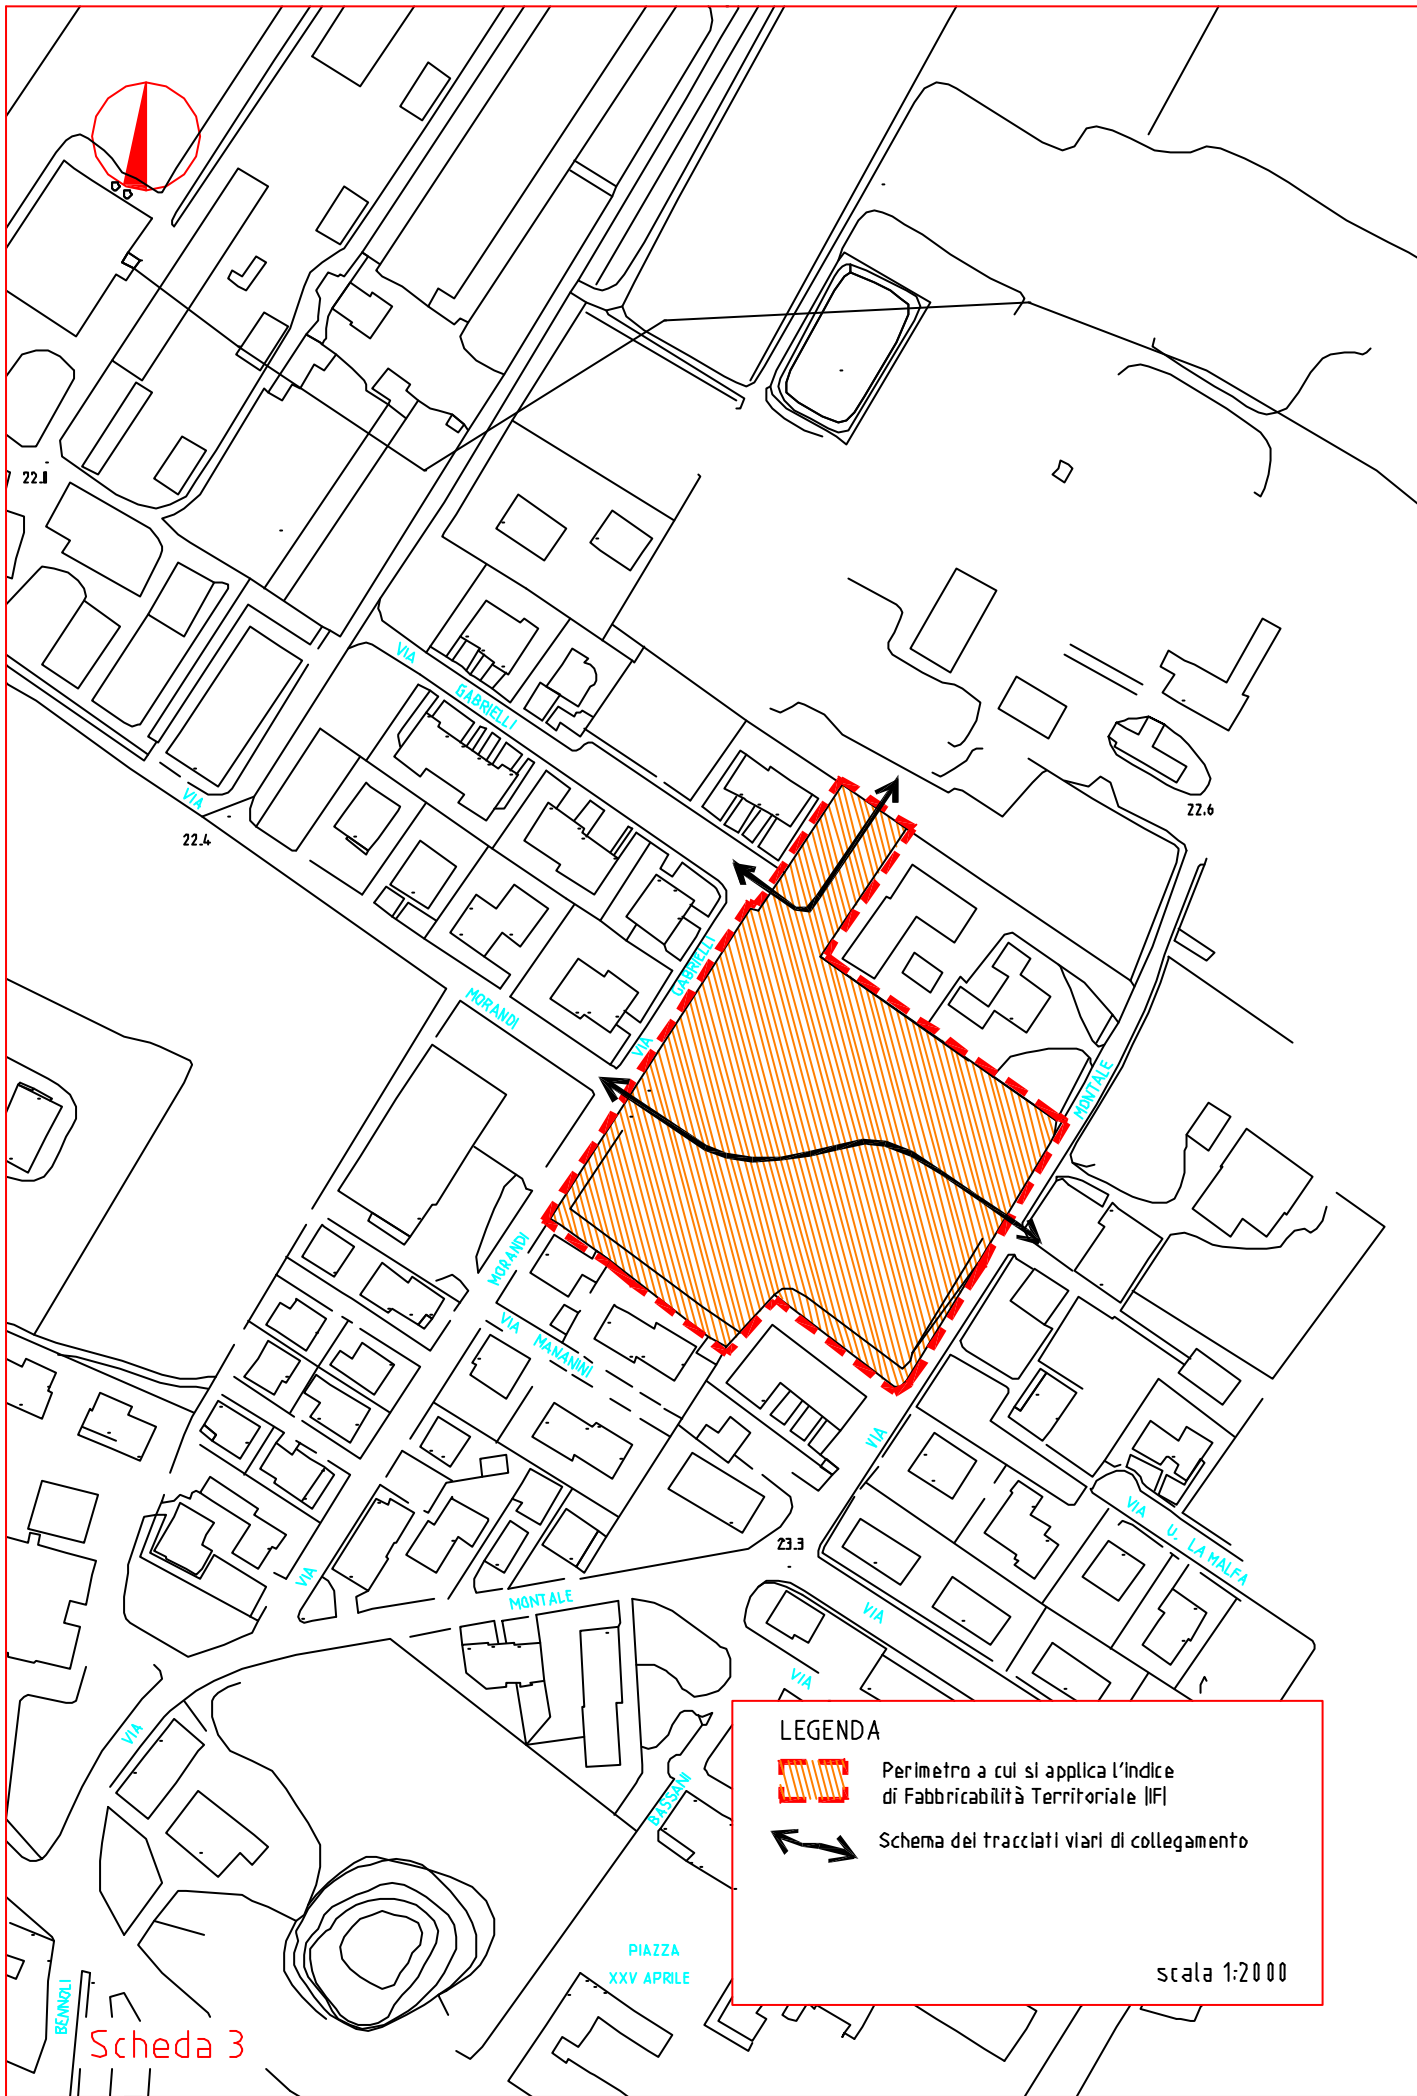 22.1
VIA
GABRIELLI
VIA
22.4
22.6
GABRIELLI
MORANDI
VIA
MONTALE
MORANDI
VIA MANANINI
VIA
VIA U. LA MALFA
23.3
VIA
MONTALE
VIA
VIA
VIA
BASSANI
LEGENDA
Perimetro a cui si applica l'indice
di Fabbricabilità Territoriale |IF|
Schema dei tracciati viari di collegamento
PIAZZA
XXV APRILE
scala 1:2000
BENNOLI
Scheda 3